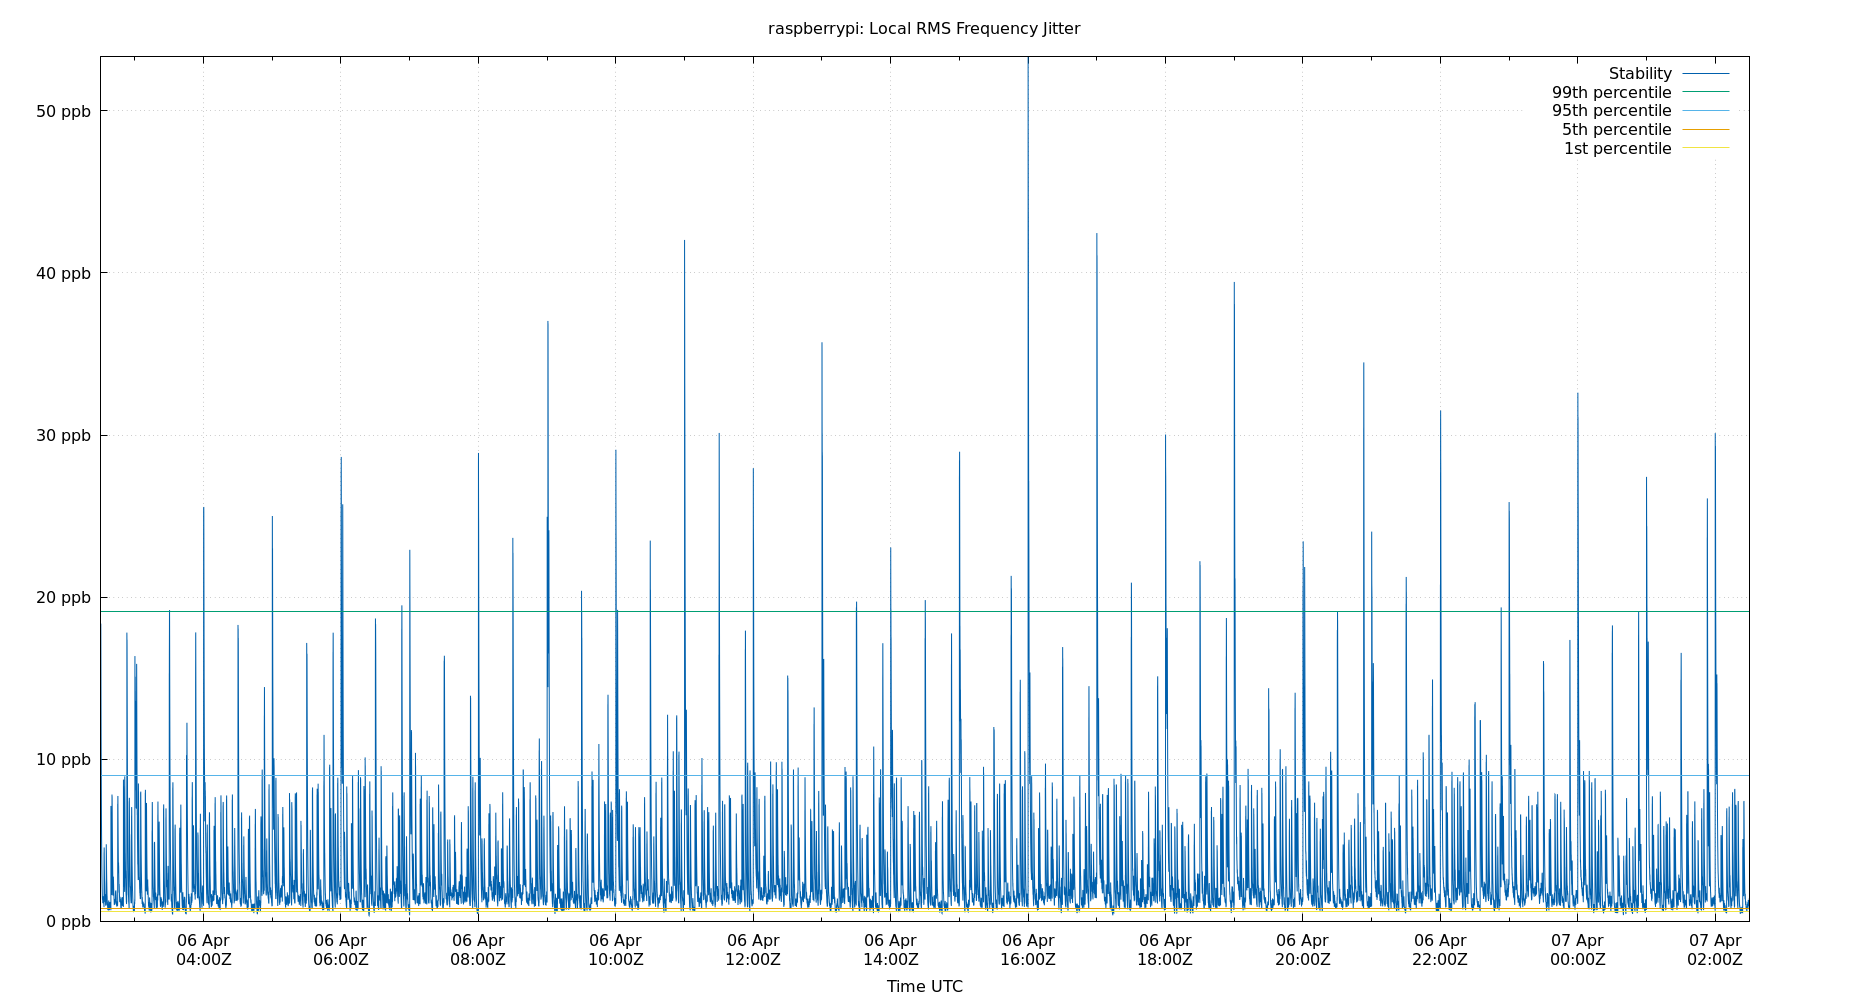 raspberrypi: Local RMS Frequency Jitter
Stability
99th percentile
95th percentile
5th percentile
1st percentile
50 ppb
40 ppb
30 ppb
20 ppb
10 ppb
0 ppb
06 Apr 06 Apr 06 Apr 06 Apr 06 Apr 06 Apr 06 Apr 06 Apr 06 Apr 06 Apr 07 Apr 07 Apr
04:00Z 06:00Z 08:00Z 10:00Z 12:00Z 14:00Z 16:00Z 18:00Z 20:00Z 22:00Z 00:00Z 02:00Z
Time UTC